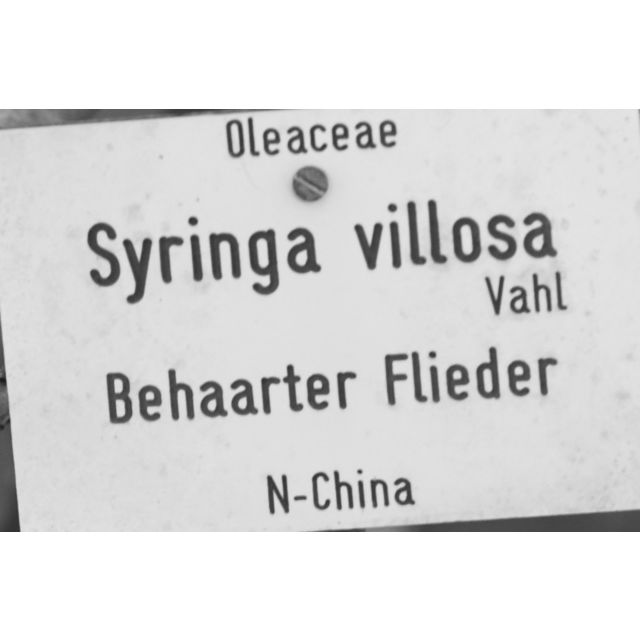 Oleaceae
Syringa villosa
Vahl
Behaarter Flieder
N-China